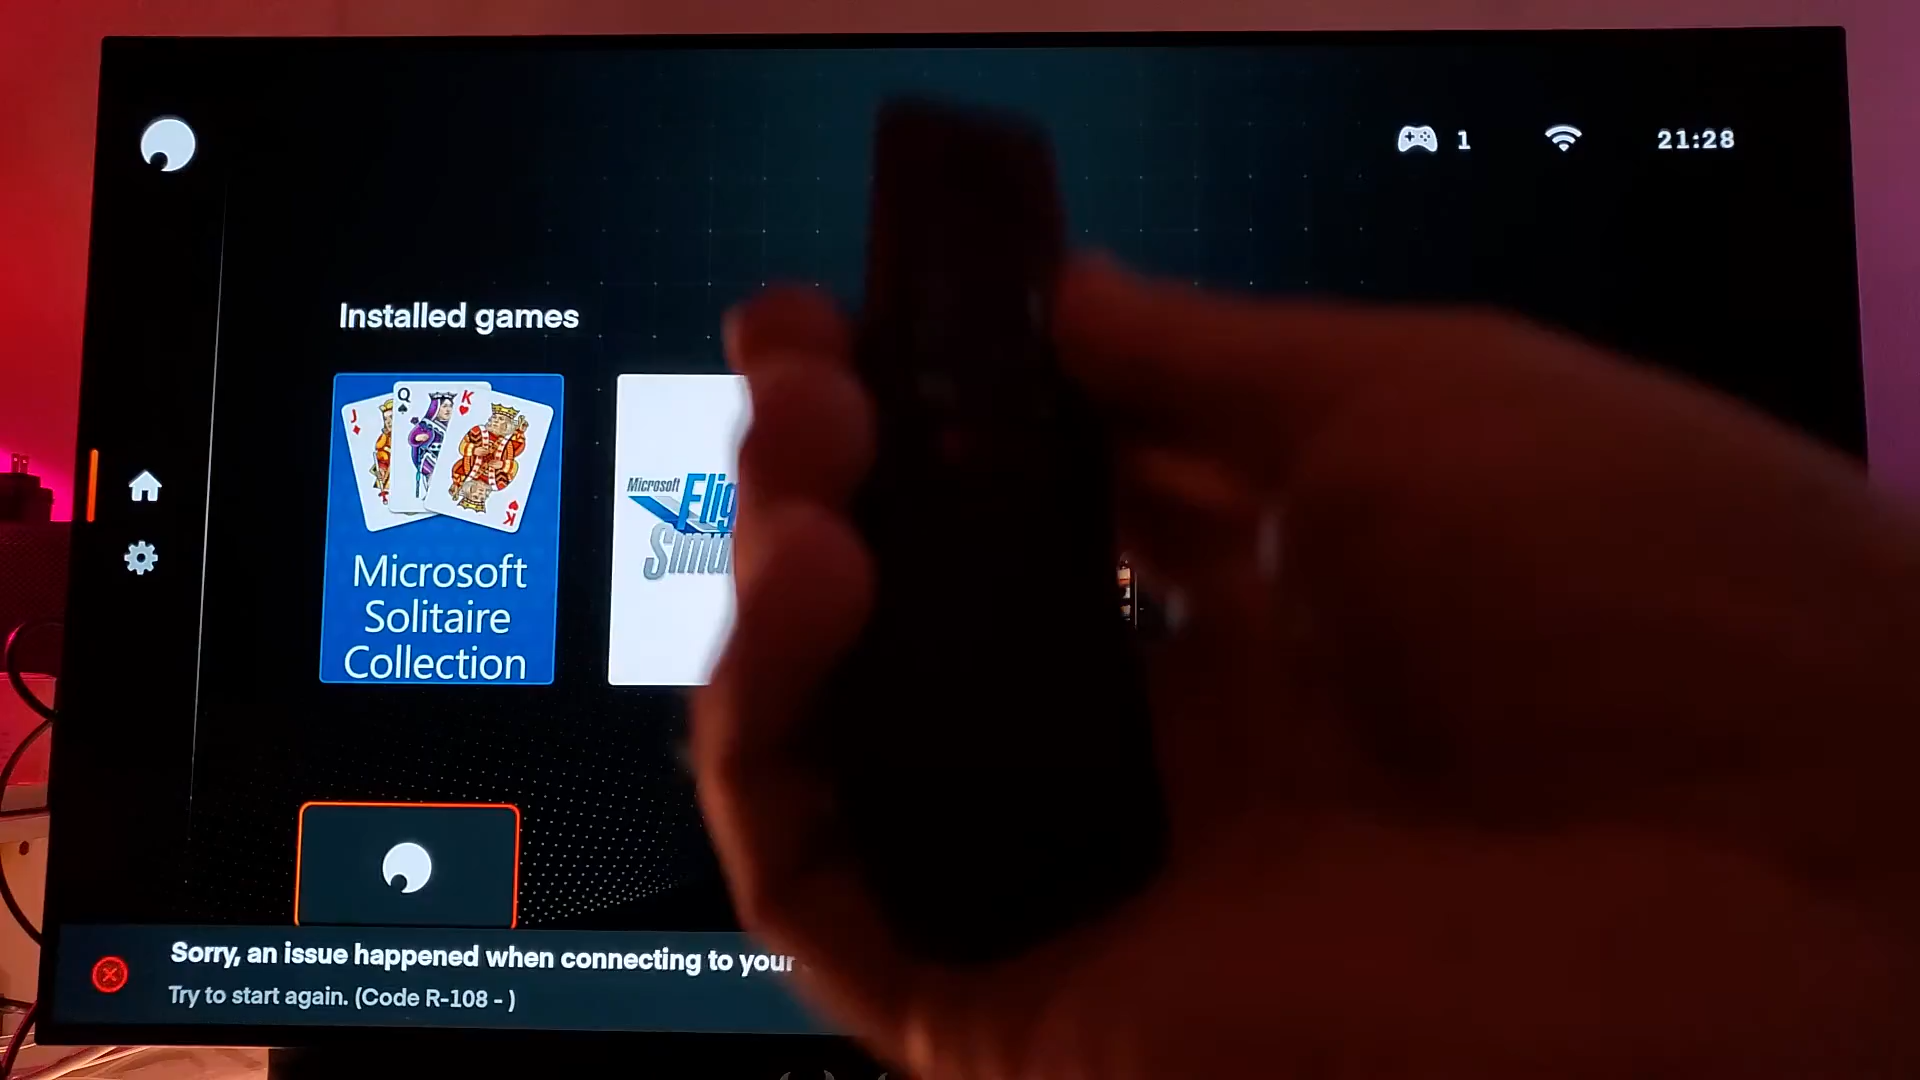 1
21:28
Installed games
J
Q
K
K
Microsoft
Solitaire
Collection
Microsoft
Sorry, an issue happened when connecting to your
Try to start again. (Code R-108 - )